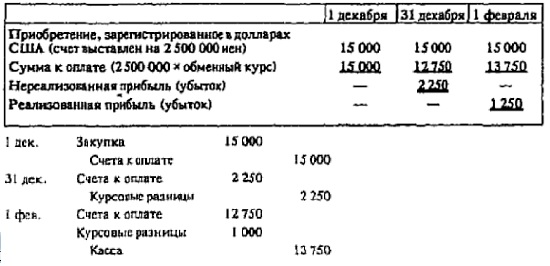 1 декабря 31 декабря 1 февраля
Приобретение, зарегистрированное в долларах
США (счет выставлен на 2 500 000 иен) 15 000 15 000 15 000
Сумма к оплате (2 500 000 × обменный курс) 15 000 12 750 13 750
Нереализованная прибыль (убыток) — 2 250 —
Реализованная прибыль (убыток) — — 1 250
1 дек. Закупка 15 000
Счета к оплате 15 000
31 дек. Счета к оплате 2 250
Курсовые разницы 2 250
1 фев. Счета к оплате 12 750
Курсовые разницы 1 000
Касса 13 750